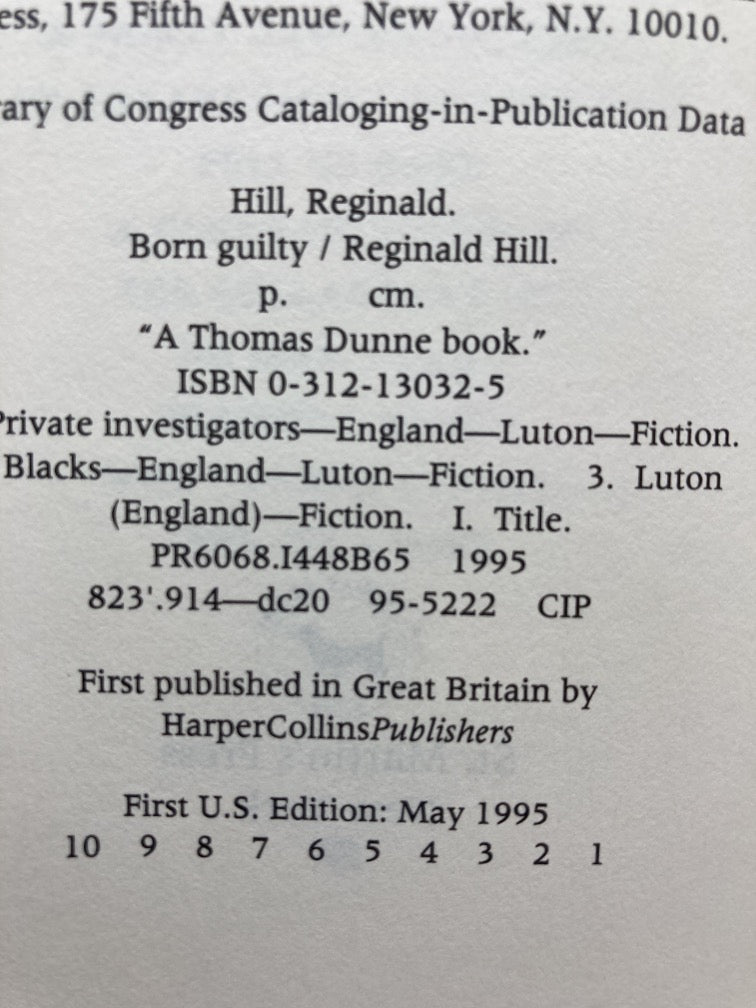 ess, 175 Fifth Avenue, New York, N.Y. 10010.
ary of Congress Cataloging-in-Publication Data
Hill, Reginald.
Born guilty / Reginald Hill.
p. cm.
"A Thomas Dunne book."
ISBN 0-312-13032-5
Private investigators—England—Luton—Fiction.
Blacks—England—Luton—Fiction. 3. Luton
(England)—Fiction. I. Title.
PR6068.I448B65 1995
823'.914—dc20 95-5222 CIP
First published in Great Britain by
HarperCollinsPublishers
First U.S. Edition: May 1995
10 9 8 7 6 5 4 3 2 1